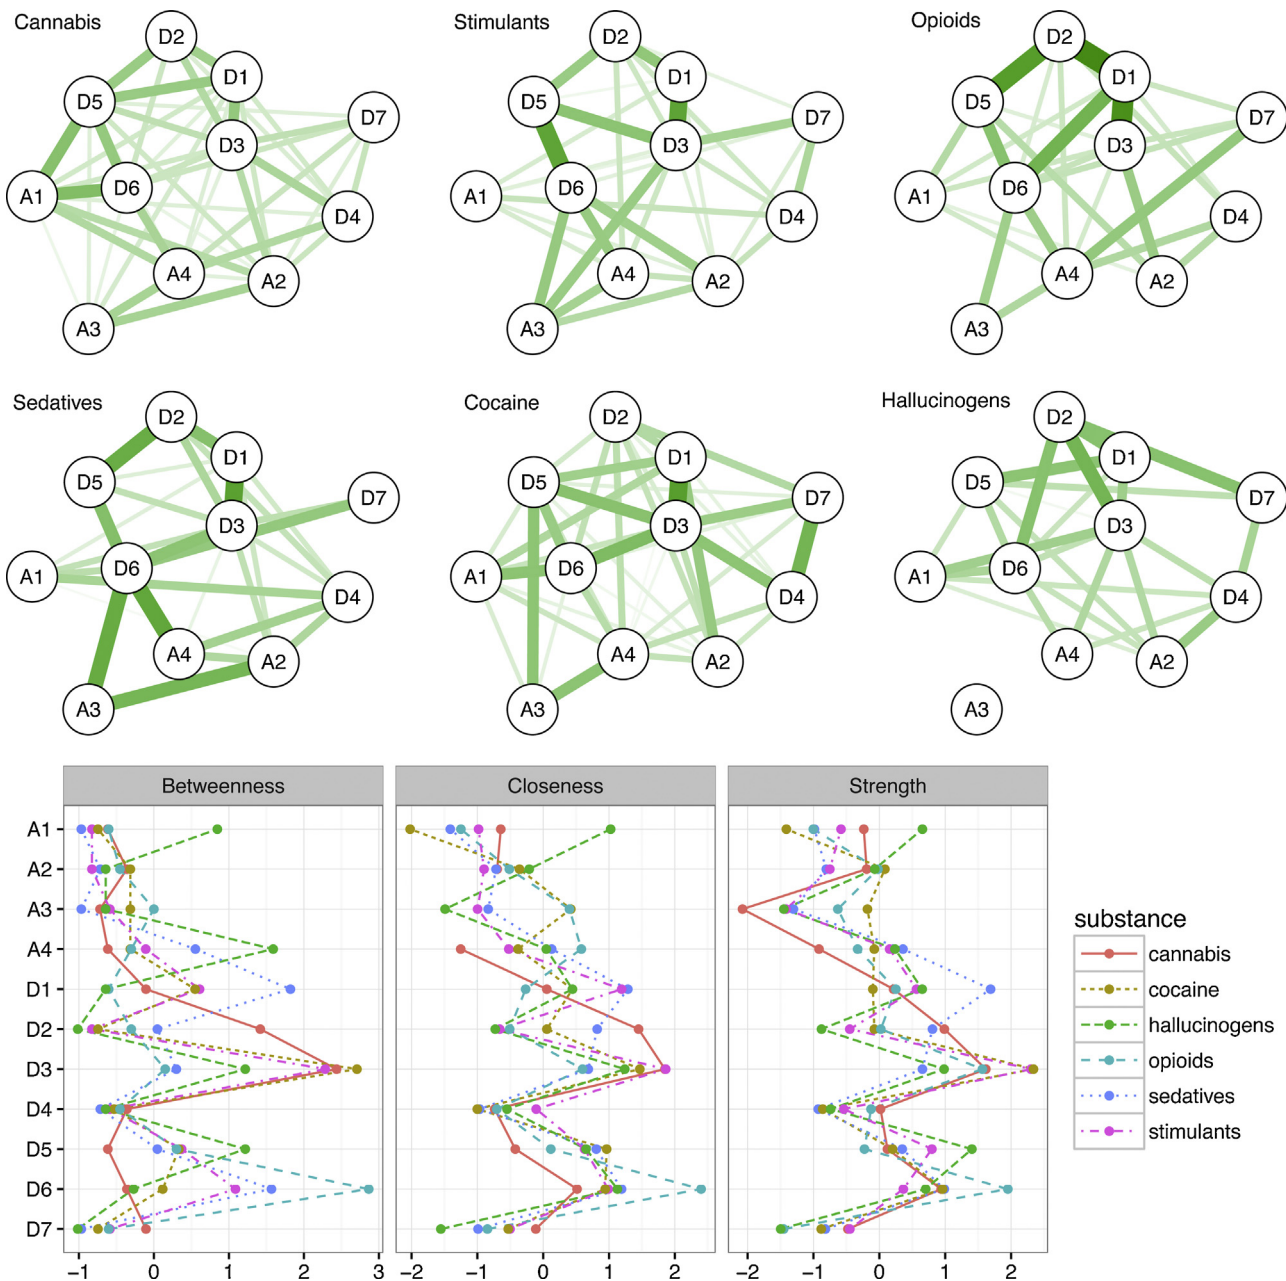 Cannabis
D2
D1
D5
D7
D3
A1
D6
D4
A4
A2
A3
Stimulants
D2
D1
D5
D7
D3
A1
D6
D4
A4
A2
A3
Opioids
D2
D1
D5
D7
D3
A1
D6
D4
A4
A2
A3
Sedatives
D2
D1
D5
D7
D3
A1
D6
D4
A4
A2
A3
Cocaine
D2
D1
D5
D7
D3
A1
D6
D4
A4
A2
A3
Hallucinogens
D2
D1
D5
D7
D3
A1
D6
D4
A4
A2
A3
Betweenness
Closeness
Strength
A1
A2
A3
A4
D1
D2
D3
D4
D5
D6
D7
−1 0 1 2 3
−2 −1 0 1 2
−2 −1 0 1 2
substance
cannabis
cocaine
hallucinogens
opioids
sedatives
stimulants